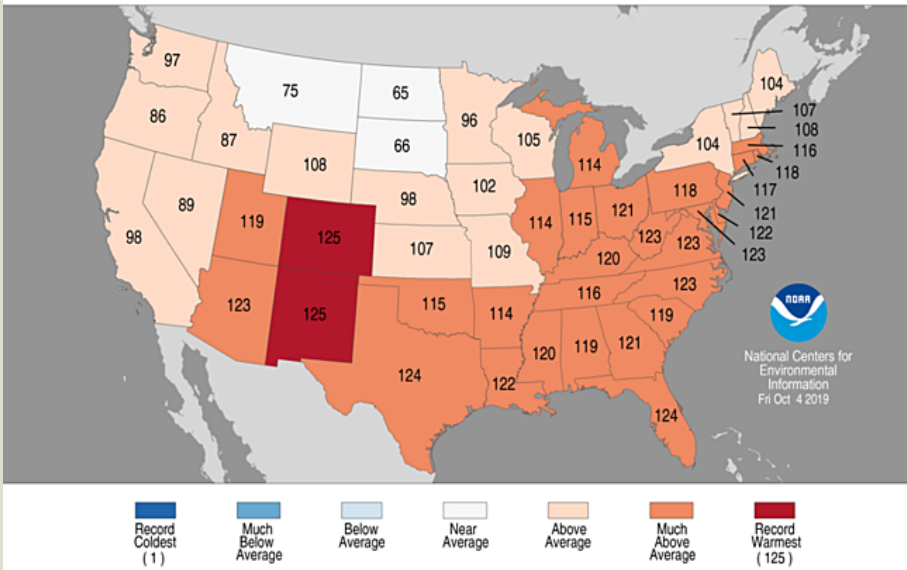 97
104
75
65
107
86
96
108
87
66
105
104
116
108
114
118
102
117
89
98
119
118
121
98
125
107
114
115
121
122
109
123
123
123
120
123
125
115
116
123
114
119
124
120
119
121
122
124
NOAA
National Centers for
Environmental
Information
Fri Oct 4 2019
Record
Coldest
( 1 )
Much
Below
Average
Below
Average
Near
Average
Above
Average
Much
Above
Average
Record
Warmest
( 125 )